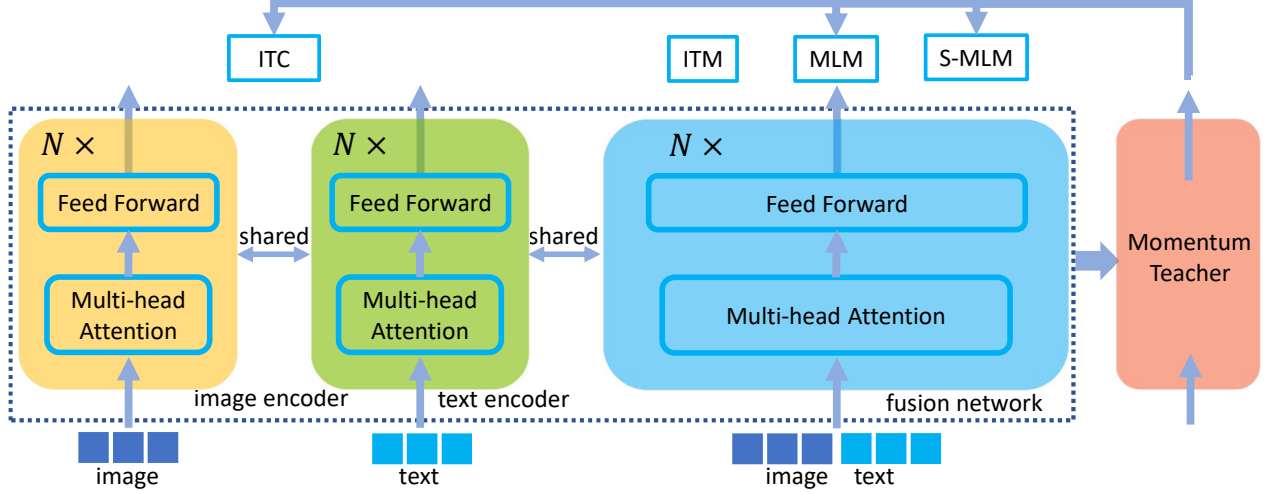 ITC
ITM
MLM
S-MLM
N ×
N ×
N ×
Feed Forward
Feed Forward
Feed Forward
shared
shared
Momentum
Teacher
Multi-head
Attention
Multi-head
Attention
Multi-head Attention
image encoder
text encoder
fusion network
image
text
image
text